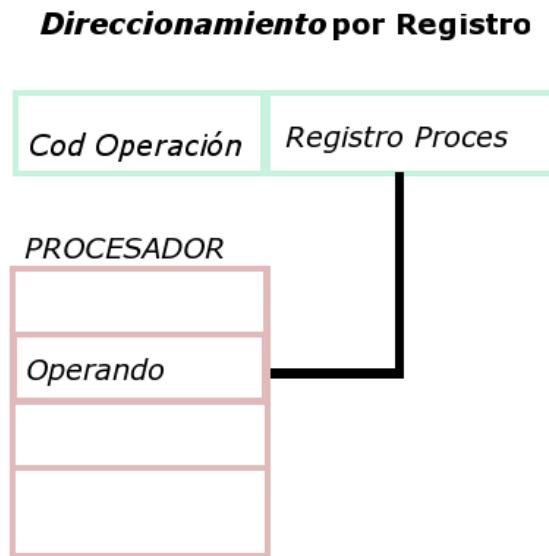 Direccionamiento por Registro
Cod Operación
Registro Proces
PROCESADOR
Operando